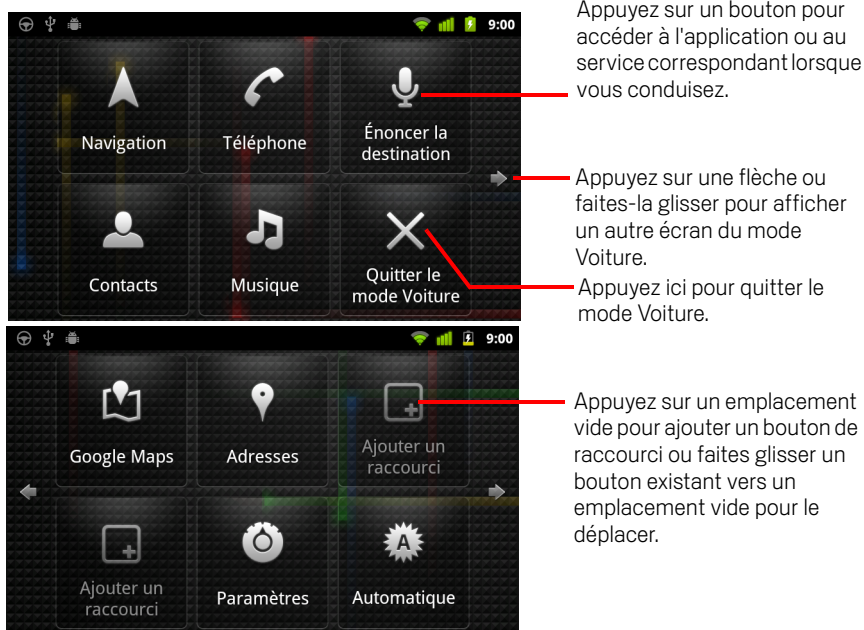 9:00
Navigation
Téléphone
Énoncer la
destination
Contacts
Musique
Quitter le
mode Voiture
Appuyez sur un bouton pour
accéder à l'application ou au
service correspondant lorsque
vous conduisez.
Appuyez sur une flèche ou
faites-la glisser pour afficher
un autre écran du mode
Voiture.
Appuyez ici pour quitter le
mode Voiture.
9:00
Google Maps
Adresses
Ajouter un
raccourci
Ajouter un
raccourci
Paramètres
A
Automatique
Appuyez sur un emplacement
vide pour ajouter un bouton de
raccourci ou faites glisser un
bouton existant vers un
emplacement vide pour le
déplacer.